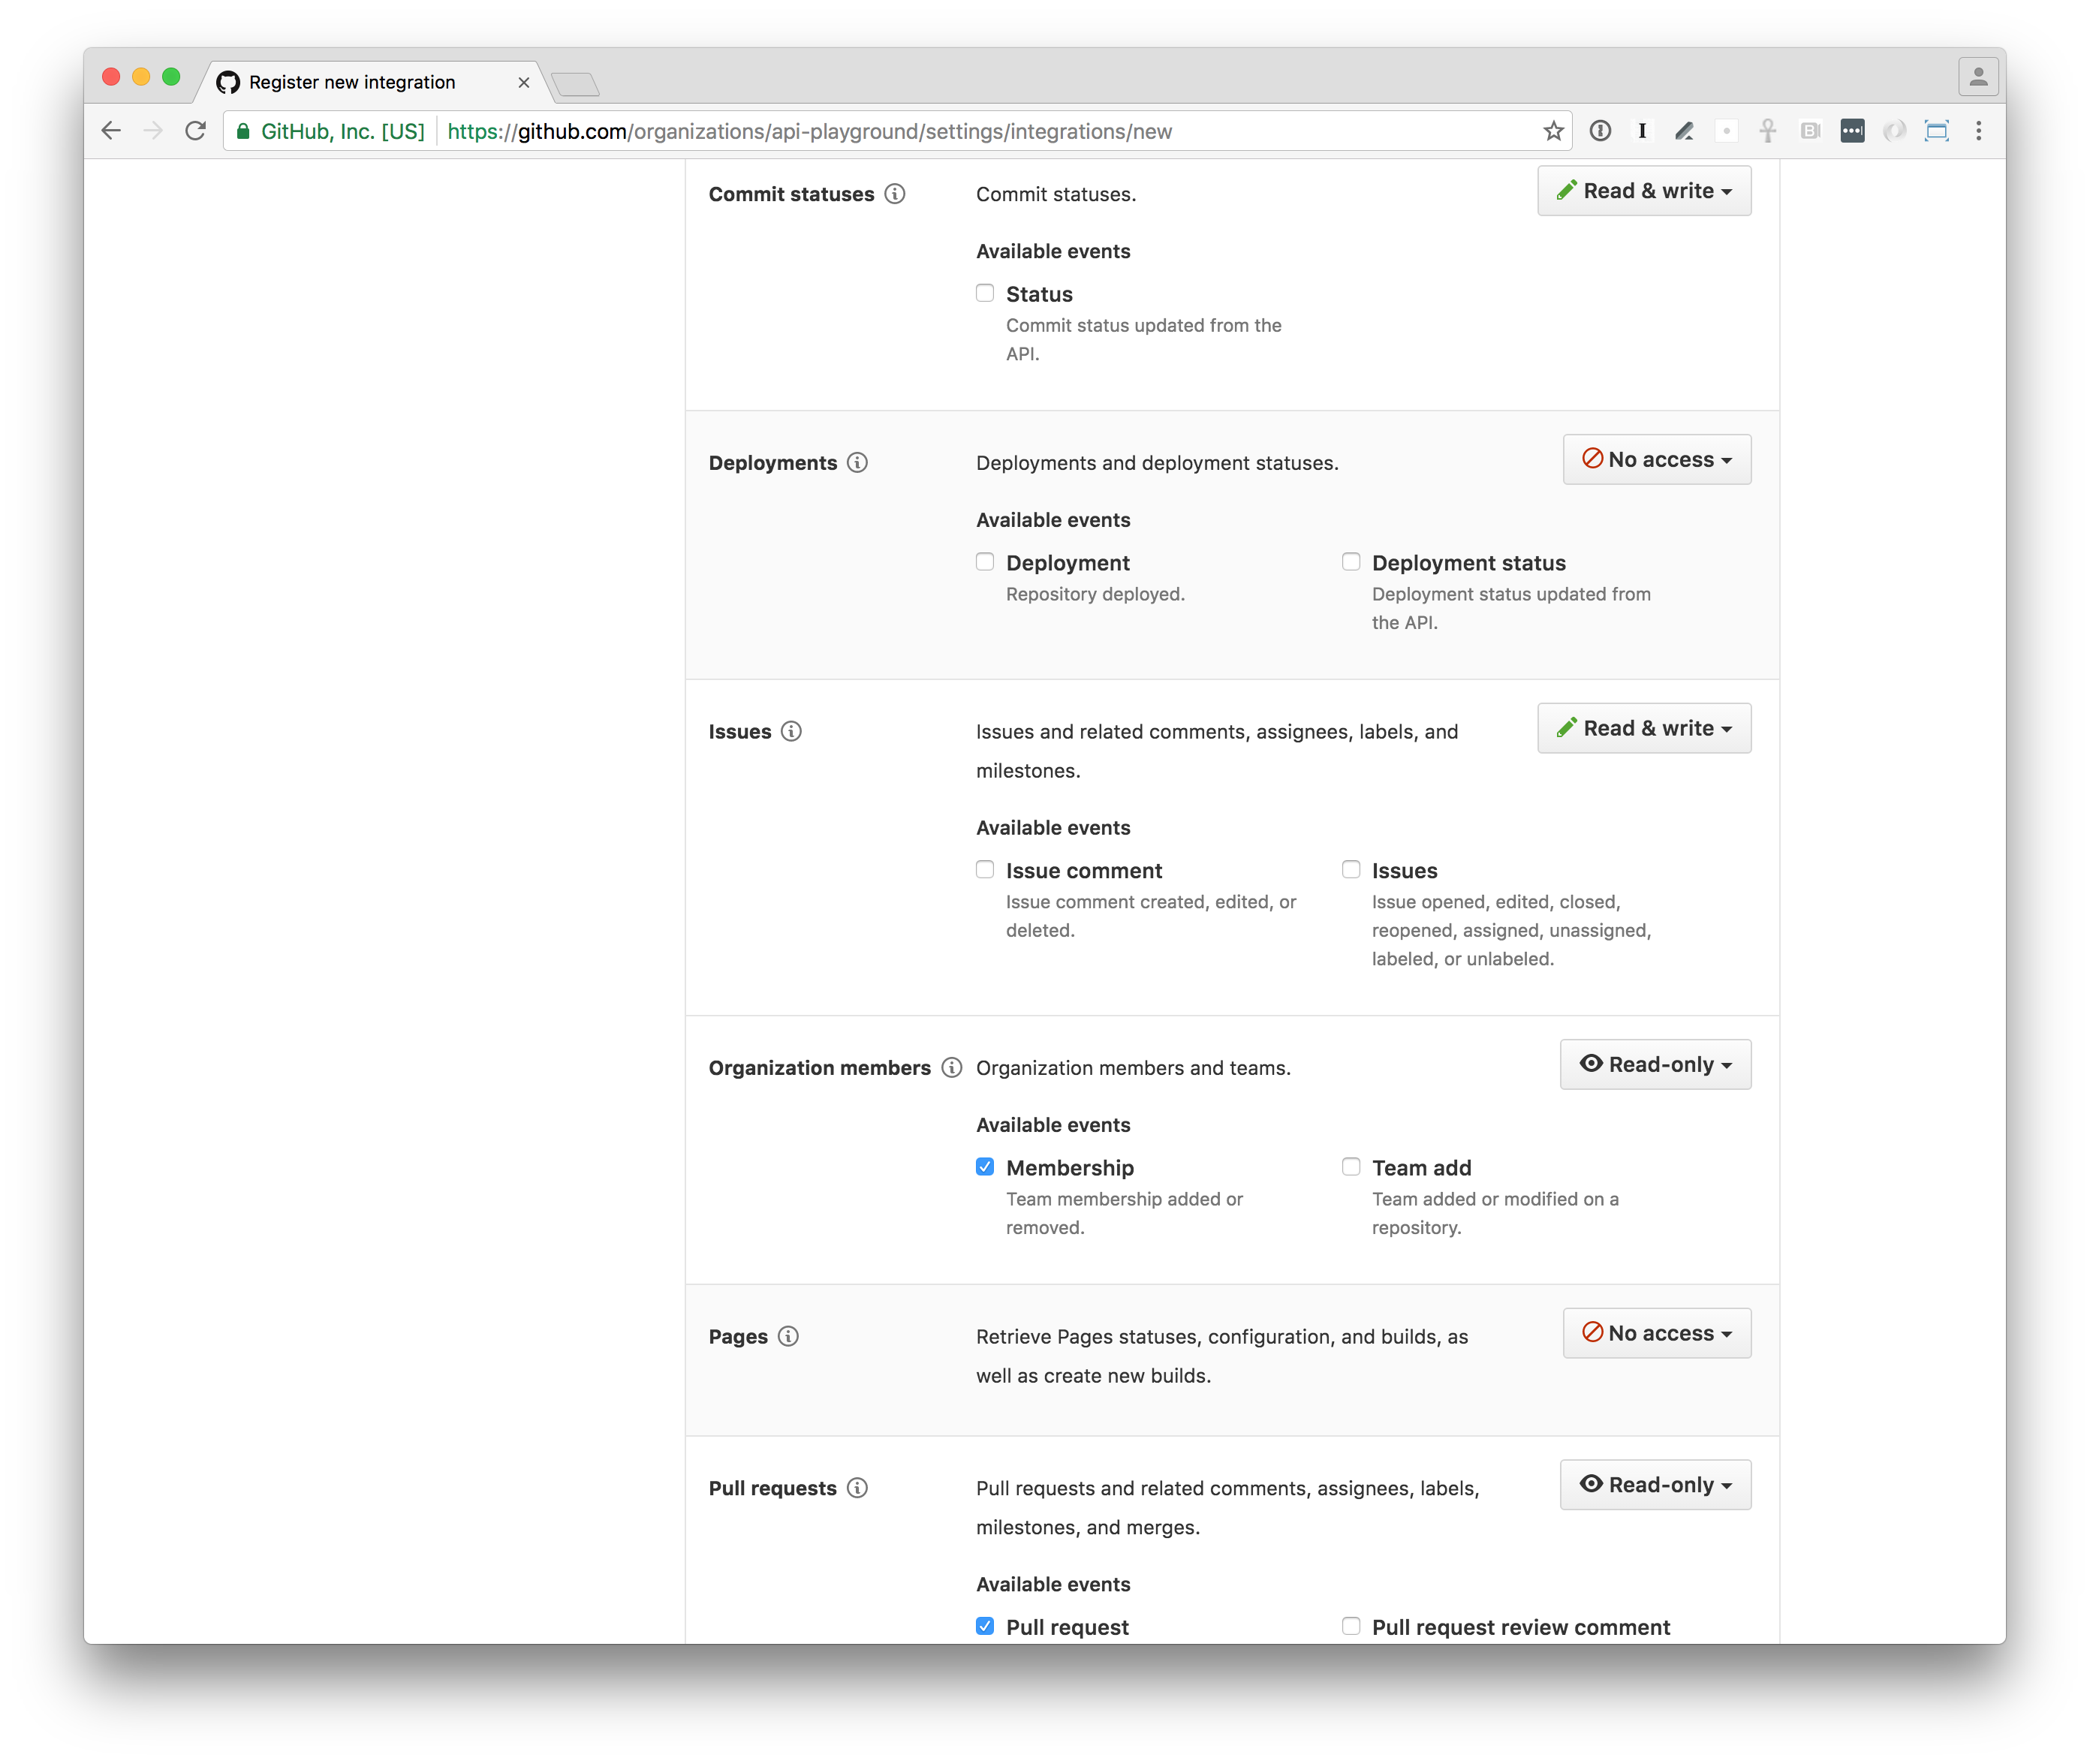 Register new integration
GitHub, Inc. [US] https://github.com/organizations/api-playground/settings/integrations/new
Commit statuses Commit statuses. Read & write
Available events
Status
Commit status updated from the
API.
Deployments Deployments and deployment statuses. No access
Available events
Deployment Deployment status
Repository deployed. Deployment status updated from
the API.
Issues Issues and related comments, assignees, labels, and Read & write
milestones.
Available events
Issue comment Issues
Issue comment created, edited, or Issue opened, edited, closed,
deleted. reopened, assigned, unassigned,
labeled, or unlabeled.
Organization members Organization members and teams. Read-only
Available events
Membership Team add
Team membership added or Team added or modified on a
removed. repository.
Pages Retrieve Pages statuses, configuration, and builds, as No access
well as create new builds.
Pull requests Pull requests and related comments, assignees, labels, Read-only
milestones, and merges.
Available events
Pull request Pull request review comment